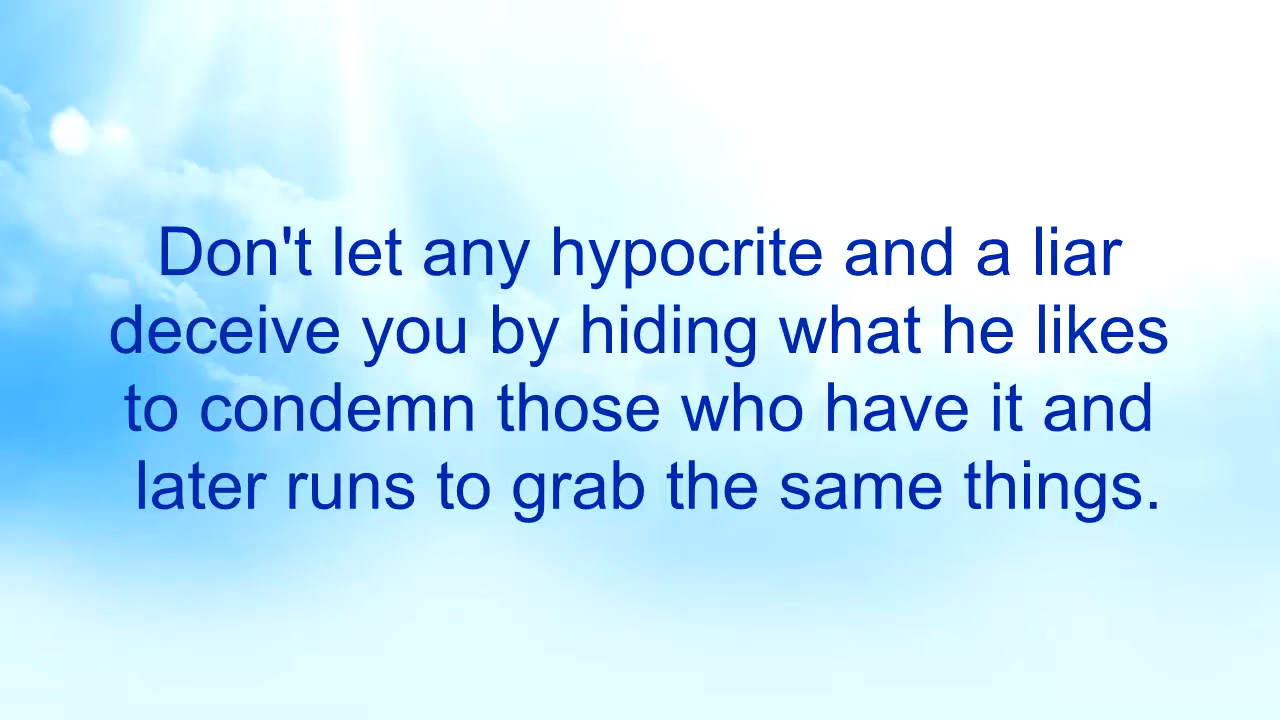 Don't let any hypocrite and a liar
deceive you by hiding what he likes
to condemn those who have it and
later runs to grab the same things.